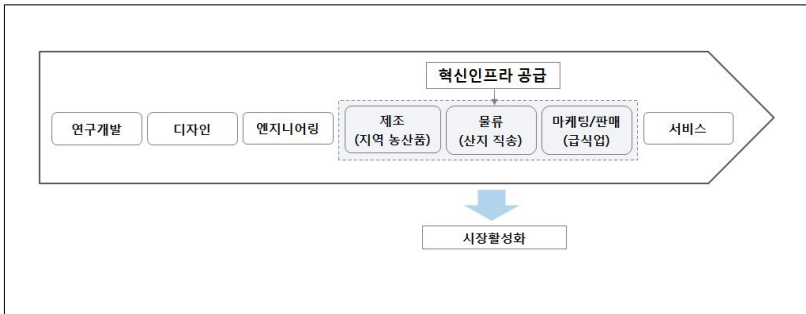 혁신인프라 공급
연구개발
디자인
엔지니어링
제조
(지역 농산품)
물류
(산지 직송)
마케팅/판매
(급식업)
서비스
시장활성화